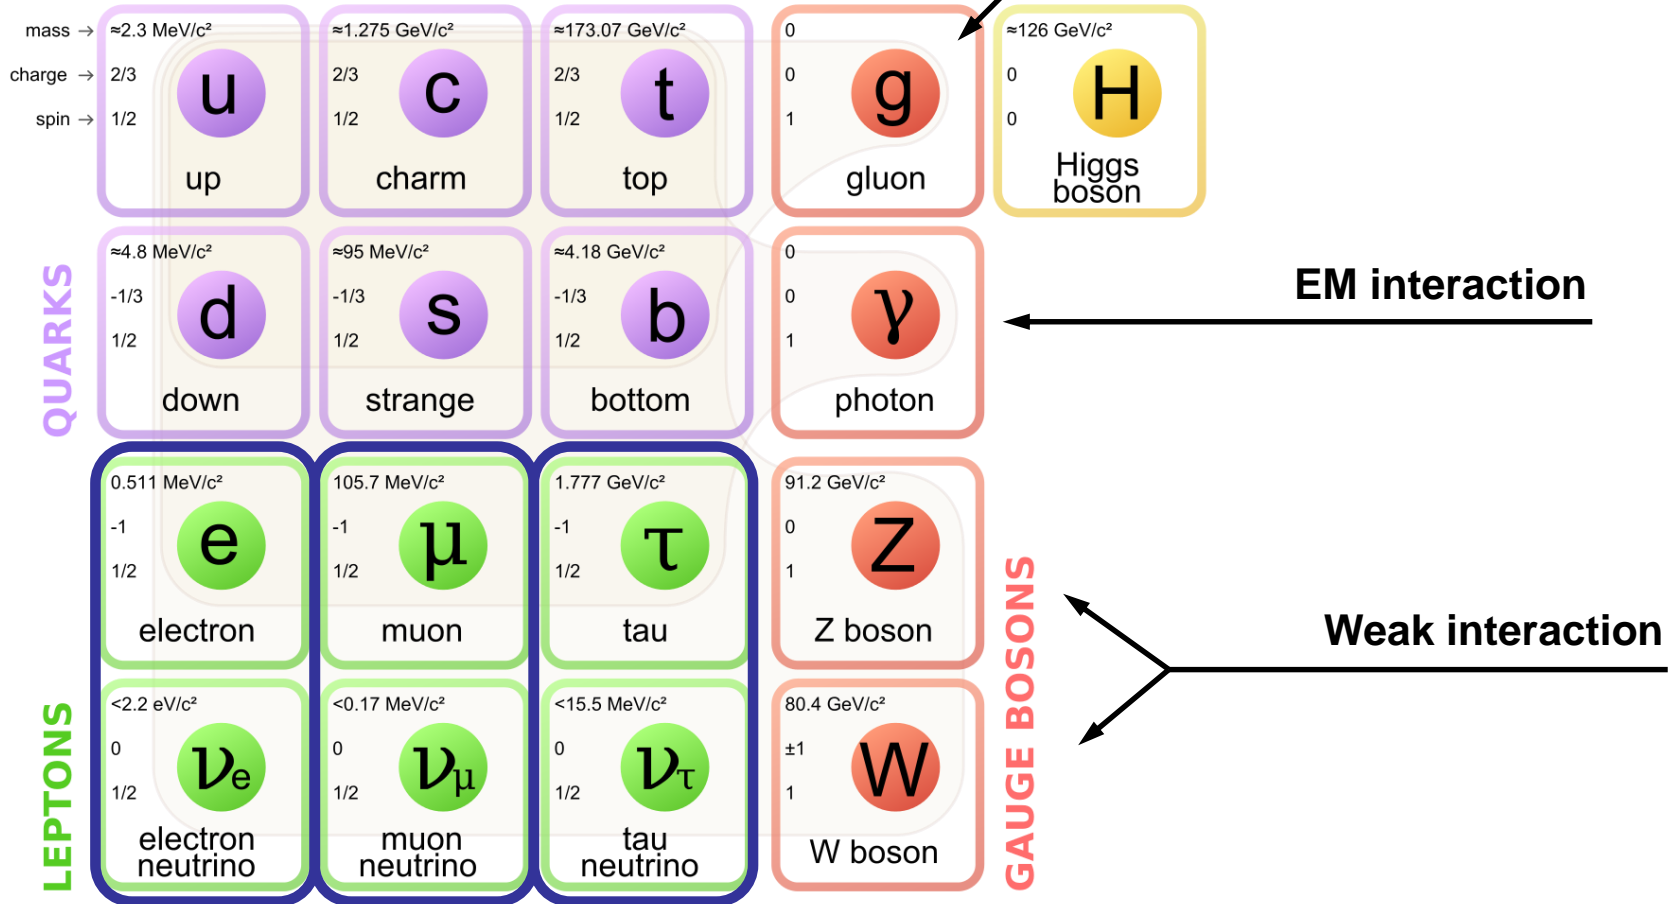 mass →
charge →
spin →
≈2.3 MeV/c²
2/3
1/2
u
up
≈1.275 GeV/c²
2/3
1/2
c
charm
≈173.07 GeV/c²
2/3
1/2
t
top
0
0
1
g
gluon
≈126 GeV/c²
0
0
H
Higgs
boson
QUARKS
≈4.8 MeV/c²
-1/3
1/2
d
down
≈95 MeV/c²
-1/3
1/2
s
strange
≈4.18 GeV/c²
-1/3
1/2
b
bottom
0
0
1
γ
photon
EM interaction
LEPTONS
0.511 MeV/c²
-1
1/2
e
electron
105.7 MeV/c²
-1
1/2
μ
muon
1.777 GeV/c²
-1
1/2
τ
tau
91.2 GeV/c²
0
1
Z
Z boson
GAUGE BOSONS
Weak interaction
<2.2 eV/c²
0
1/2
νe
electron
neutrino
<0.17 MeV/c²
0
1/2
νμ
muon
neutrino
<15.5 MeV/c²
0
1/2
ντ
tau
neutrino
80.4 GeV/c²
±1
1
W
W boson